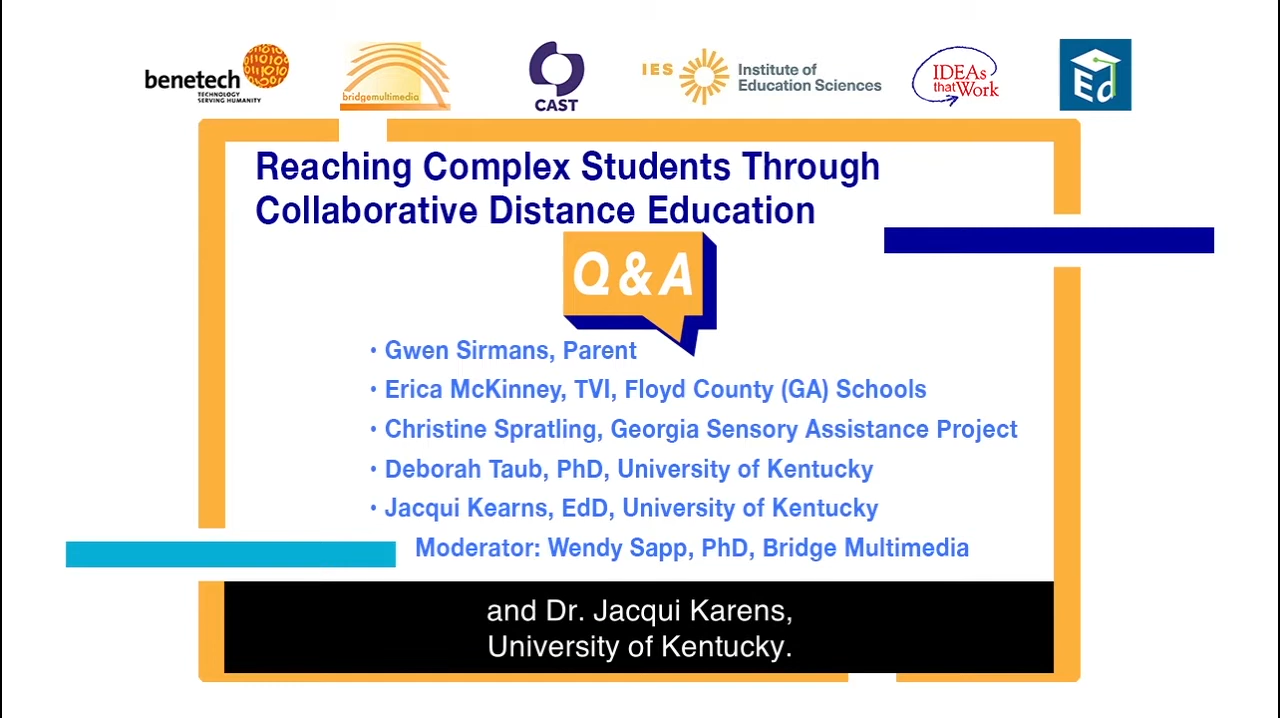 benetech
TECHNOLOGY
SERVING HUMANITY
bridgemultimedia
CAST
IES Institute of
Education Sciences
IDEAs
that Work
Ed
Reaching Complex Students Through
Collaborative Distance Education
Q & A
• Gwen Sirmans, Parent
• Erica McKinney, TVI, Floyd County (GA) Schools
• Christine Spratling, Georgia Sensory Assistance Project
• Deborah Taub, PhD, University of Kentucky
• Jacqui Kearns, EdD, University of Kentucky
Moderator: Wendy Sapp, PhD, Bridge Multimedia
and Dr. Jacqui Karens,
University of Kentucky.